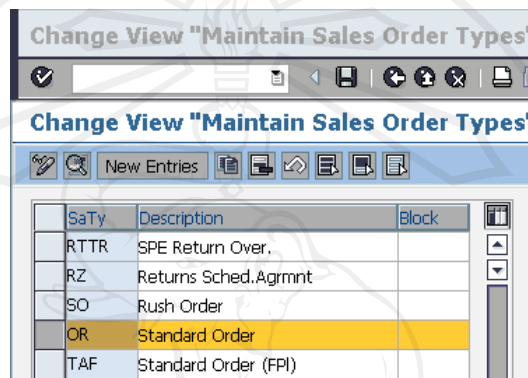 Change View "Maintain Sales Order Types"
Change View "Maintain Sales Order Types"
New Entries
SaTy Description Block
RTTR SPE Return Over.
RZ Returns Sched.Agrmnt
SO Rush Order
OR Standard Order
TAF Standard Order (FPl)